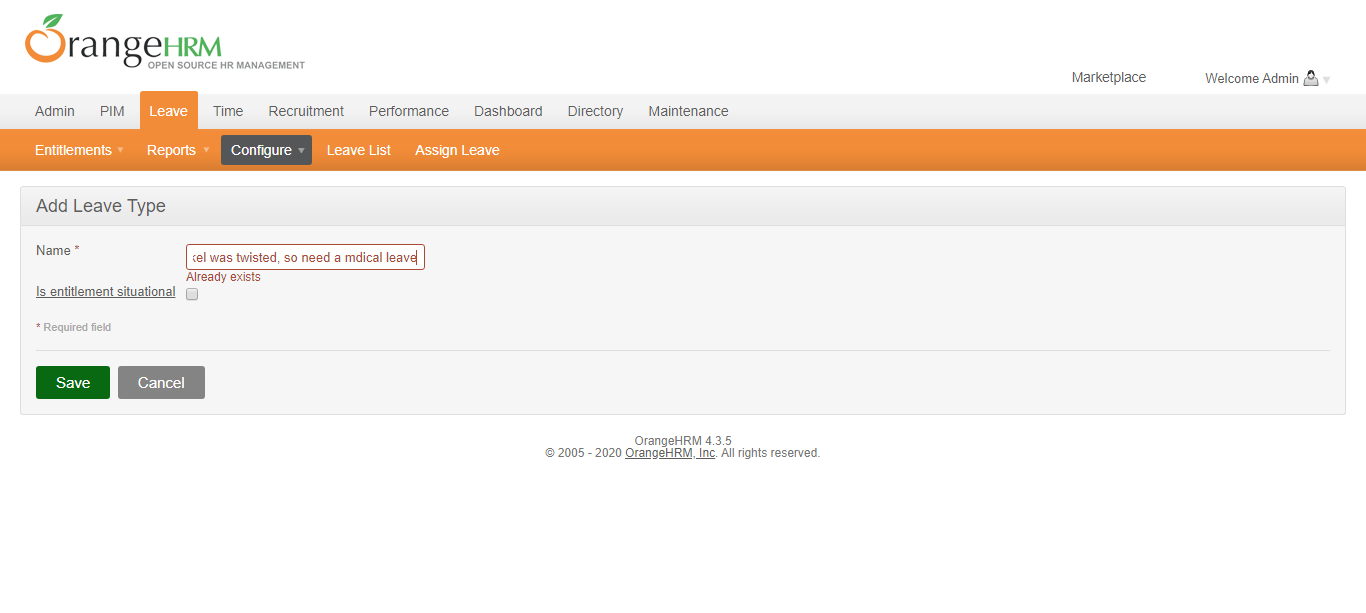 OrangeHRM
OPEN SOURCE HR MANAGEMENT
Marketplace Welcome Admin
Admin PIM Leave Time Recruitment Performance Dashboard Directory Maintenance
Entitlements Reports Configure Leave List Assign Leave
Add Leave Type
Name *
el was twisted, so need a mdical leave
Already exists
Is entitlement situational
* Required field
Save Cancel
OrangeHRM 4.3.5
© 2005 - 2020 OrangeHRM, Inc. All rights reserved.